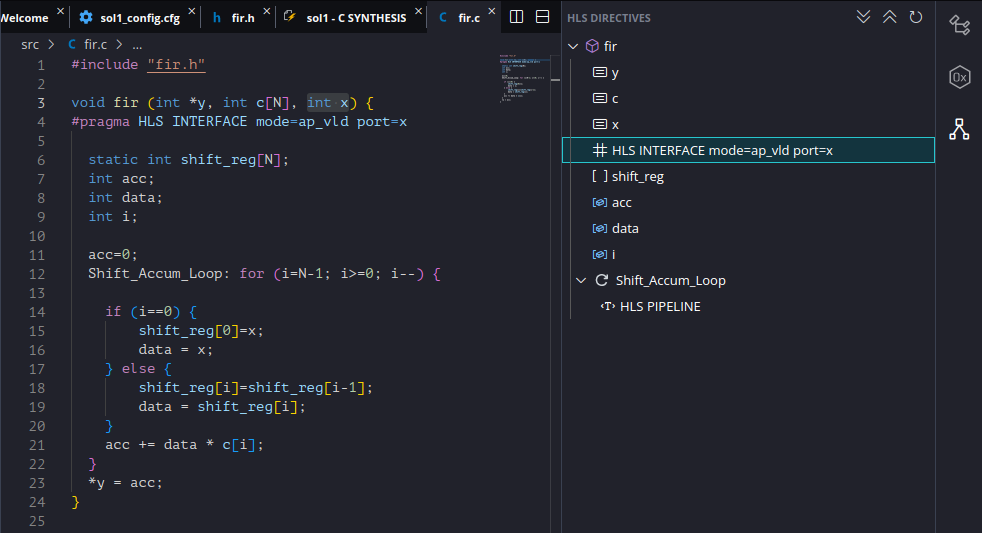 Welcome sol1_config.cfg fir.h sol1 - C SYNTHESIS fir.c
src > C fir.c > ...
1 #include "fir.h"
2
3 void fir (int *y, int c[N], int x) {
4 #pragma HLS INTERFACE mode=ap_vld port=x
5
6 static int shift_reg[N];
7 int acc;
8 int data;
9 int i;
10
11 acc=0;
12 Shift_Accum_Loop: for (i=N-1; i>=0; i--) {
13
14 if (i==0) {
15 shift_reg[0]=x;
16 data = x;
17 } else {
18 shift_reg[i]=shift_reg[i-1];
19 data = shift_reg[i];
20 }
21 acc += data * c[i];
22 }
23 *y = acc;
24 }
25
HLS DIRECTIVES
fir
y
c
x
HLS INTERFACE mode=ap_vld port=x
[ ] shift_reg
acc
data
i
Shift_Accum_Loop
<T> HLS PIPELINE
0x